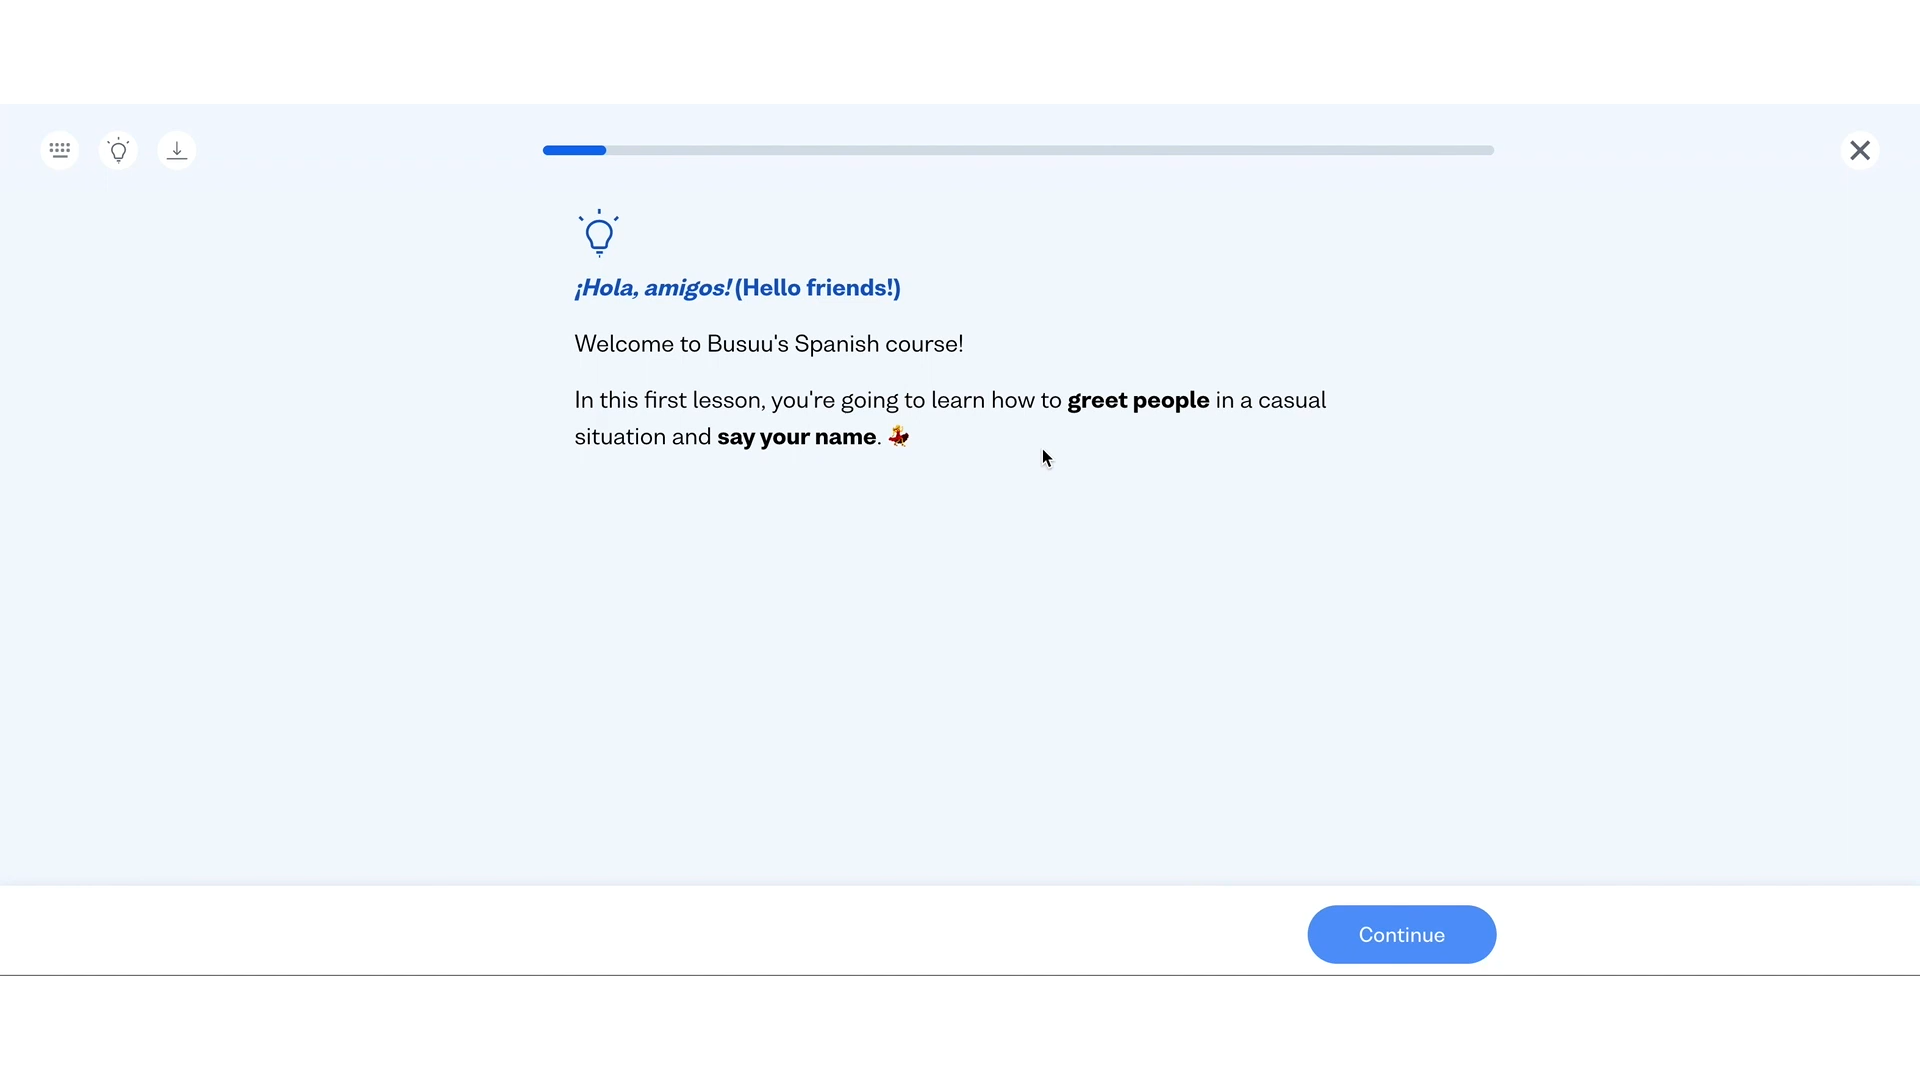 ¡Hola, amigos! (Hello friends!)
Welcome to Busuu's Spanish course!
In this first lesson, you're going to learn how to greet people in a casual
situation and say your name. 💃
Continue